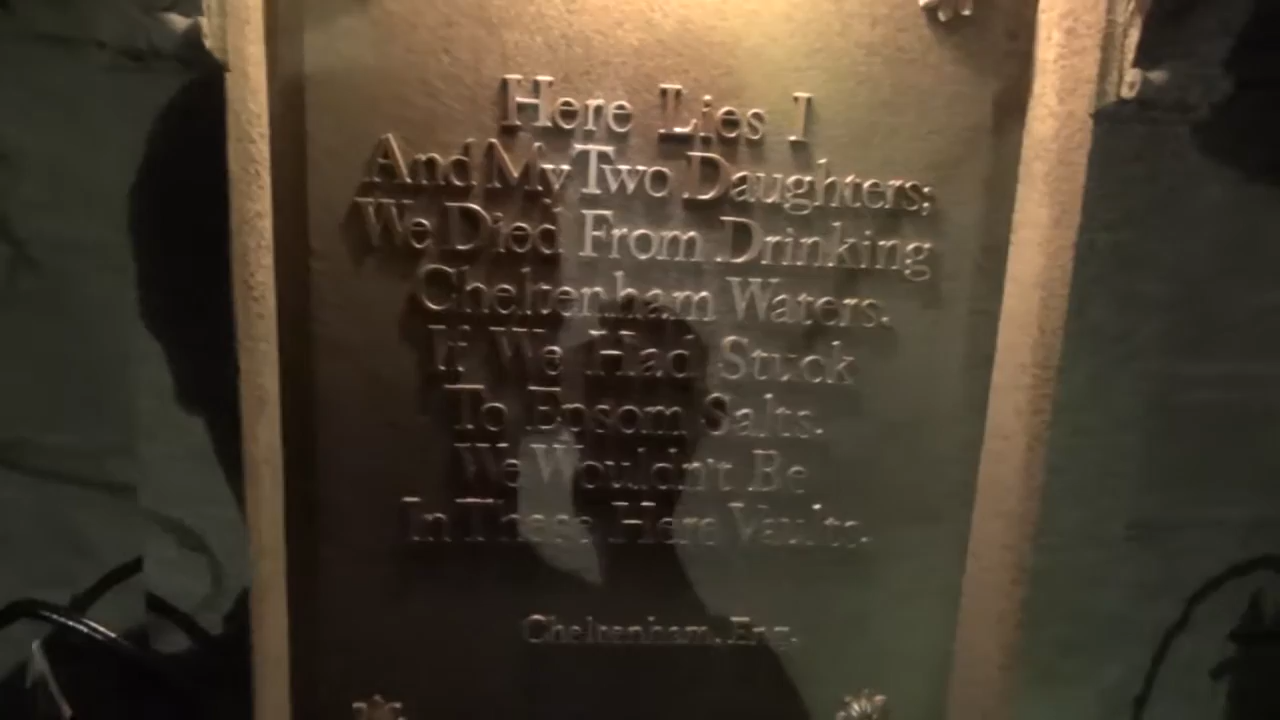 Here Lies I
And My Two Daughters;
We Died From Drinking
Cheltenham Waters.
If We Had Stuck
To Epsom Salts.
We Wouldn't Be
In These Here Vaults.
Cheltenham, Eng.